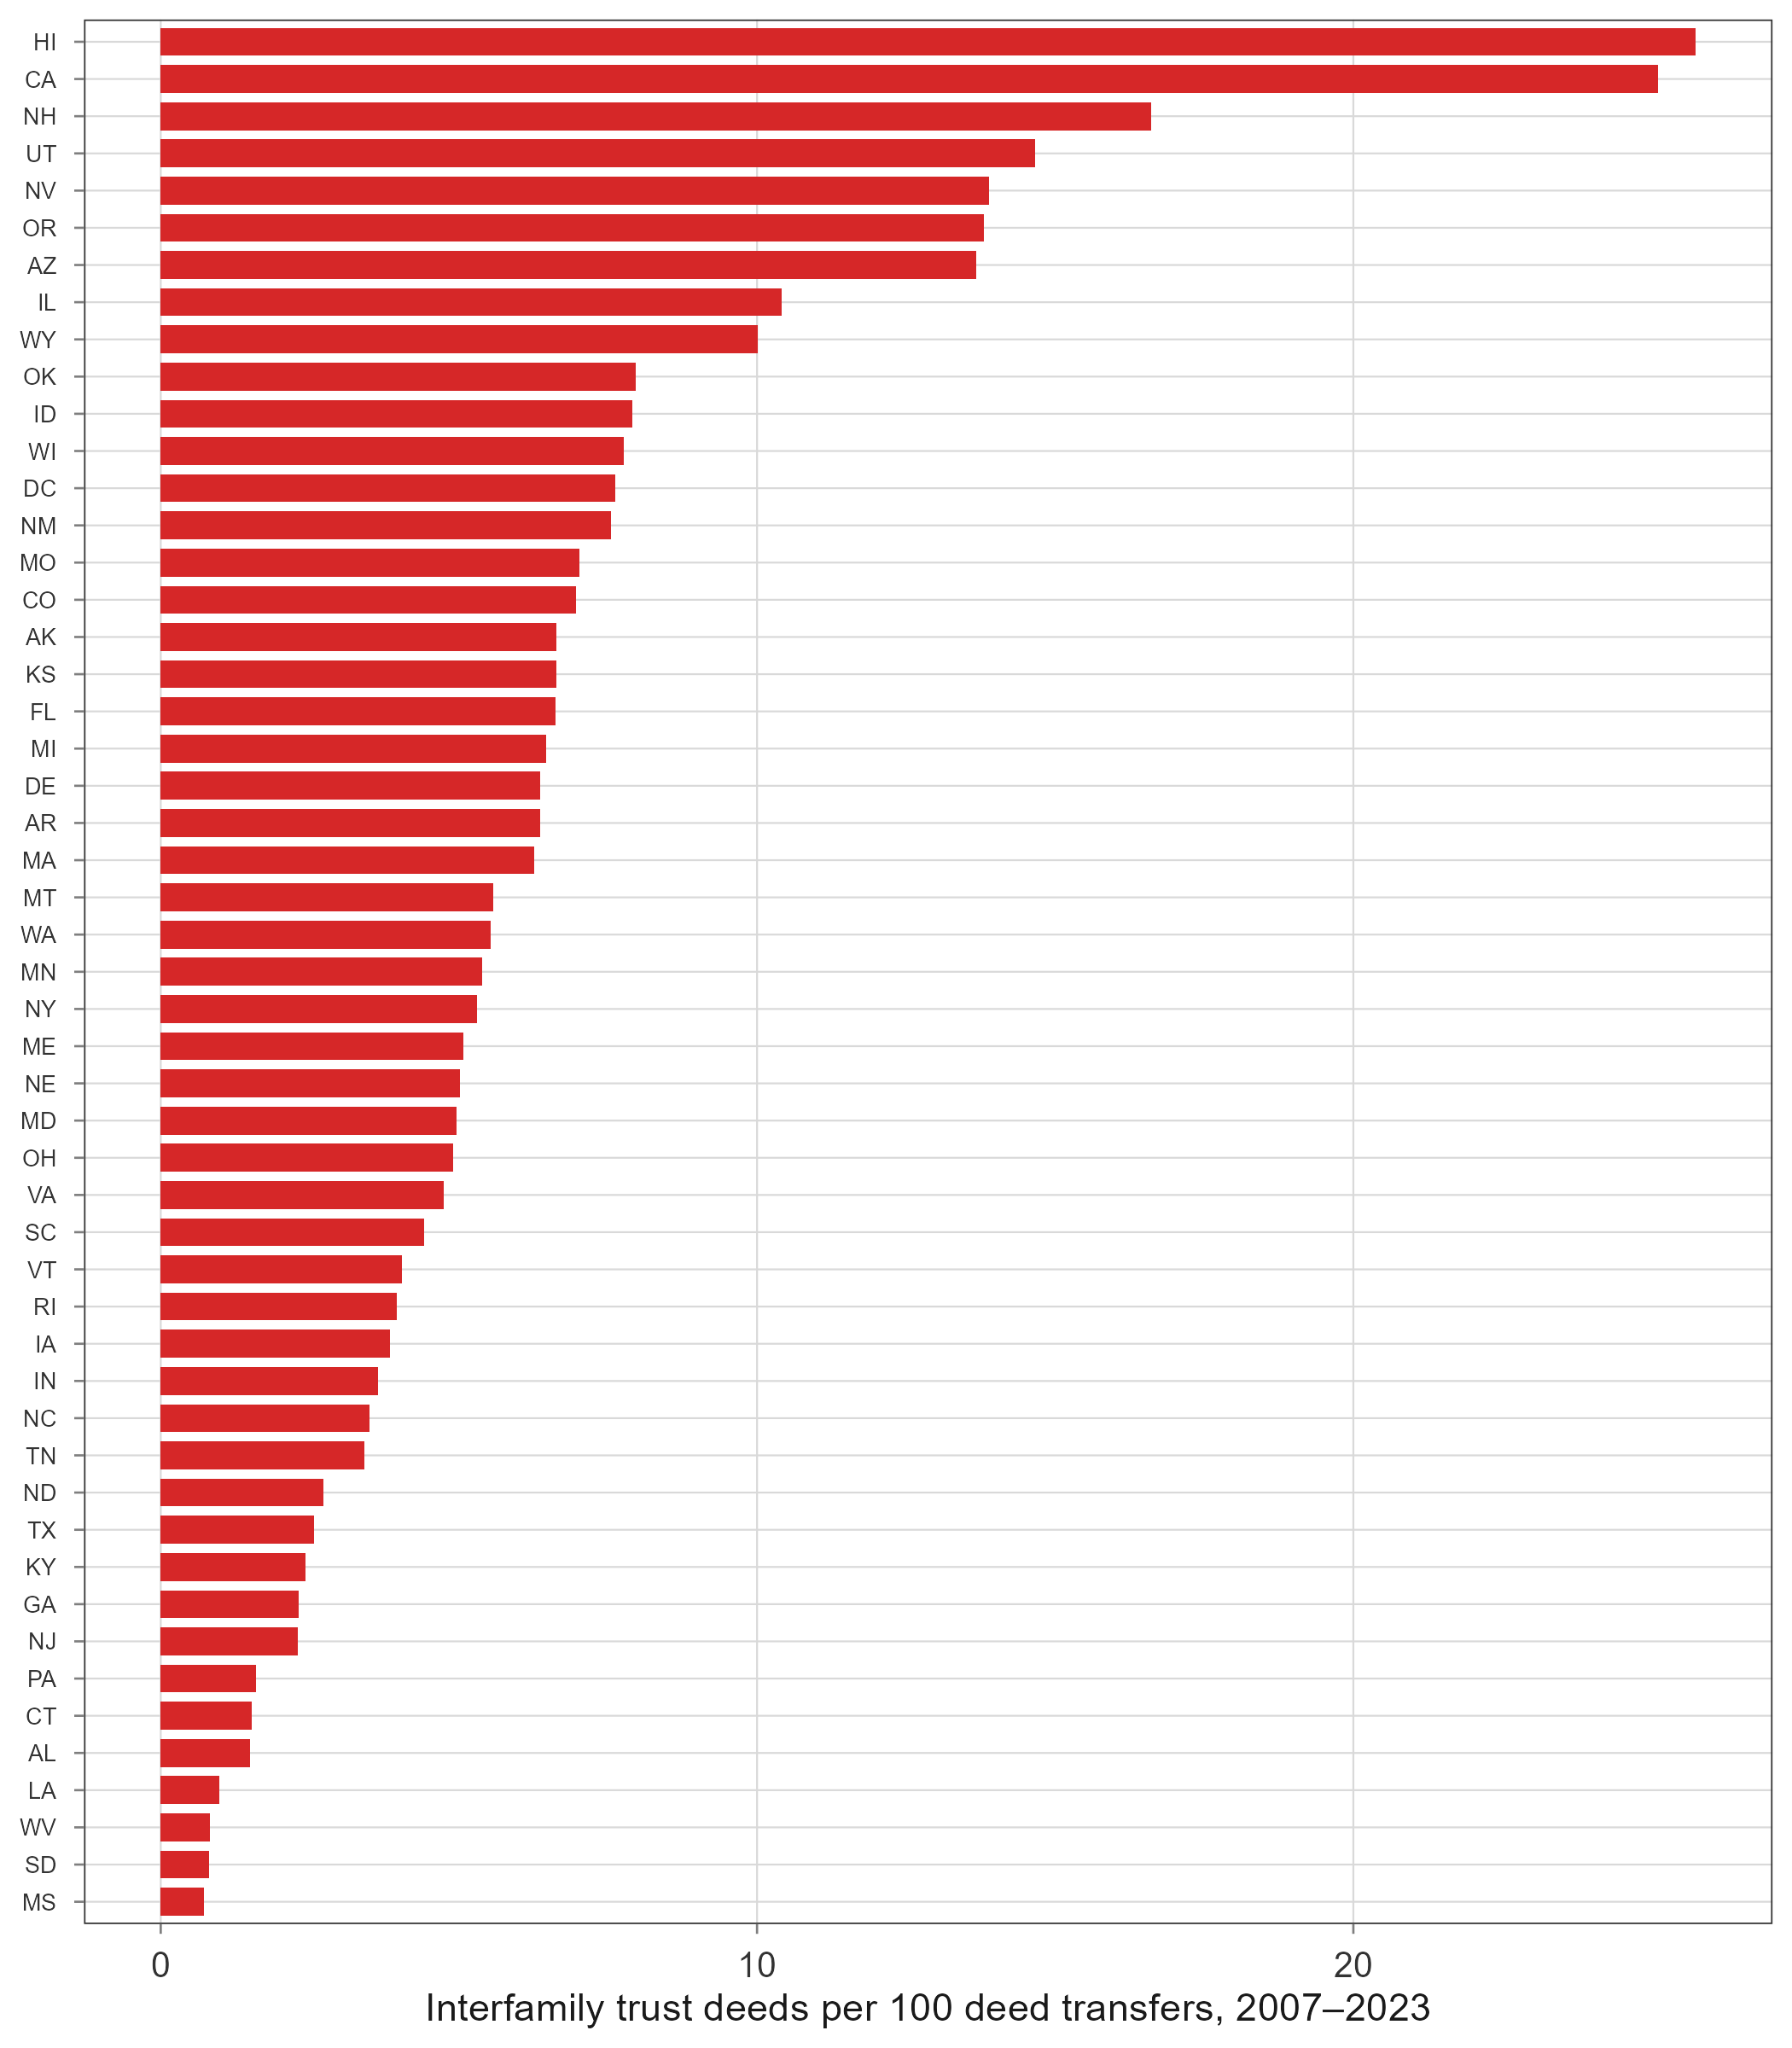 HI
CA
NH
UT
NV
OR
AZ
IL
WY
OK
ID
WI
DC
NM
MO
CO
AK
KS
FL
MI
DE
AR
MA
MT
WA
MN
NY
ME
NE
MD
OH
VA
SC
VT
RI
IA
IN
NC
TN
ND
TX
KY
GA
NJ
PA
CT
AL
LA
WV
SD
MS
0 10 20
Interfamily trust deeds per 100 deed transfers, 2007–2023